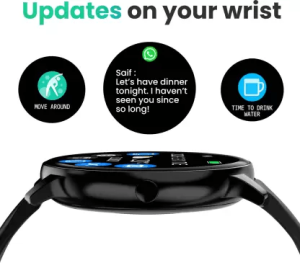 Updates on your wrist
Saif :
Let's have dinner
tonight. I haven't
seen you since
so long!
MOVE AROUND
TIME TO DRINK
WATER